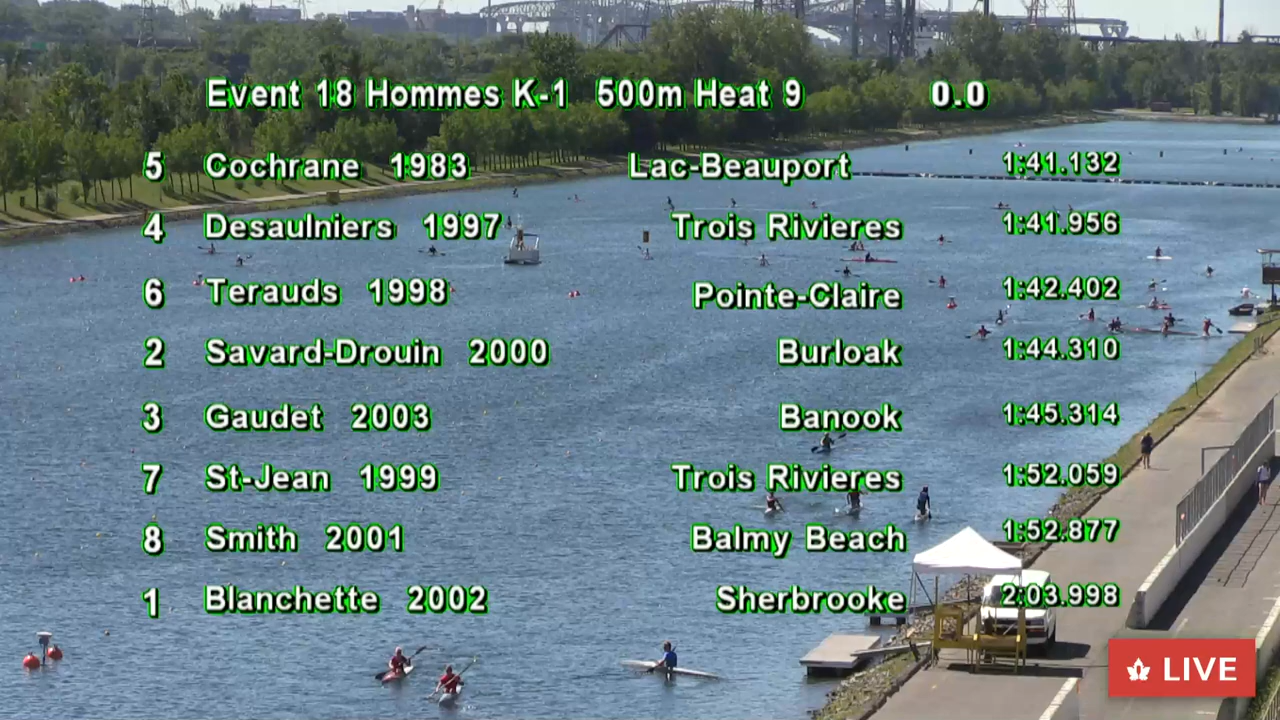 Event 18 Hommes K-1 500m Heat 9 0.0
5 Cochrane 1983 Lac-Beauport 1:41.132
4 Desaulniers 1997 Trois Rivieres 1:41.956
6 Terauds 1998 Pointe-Claire 1:42.402
2 Savard-Drouin 2000 Burloak 1:44.310
3 Gaudet 2003 Banook 1:45.314
7 St-Jean 1999 Trois Rivieres 1:52.059
8 Smith 2001 Balmy Beach 1:52.877
1 Blanchette 2002 Sherbrooke 2:03.998
LIVE